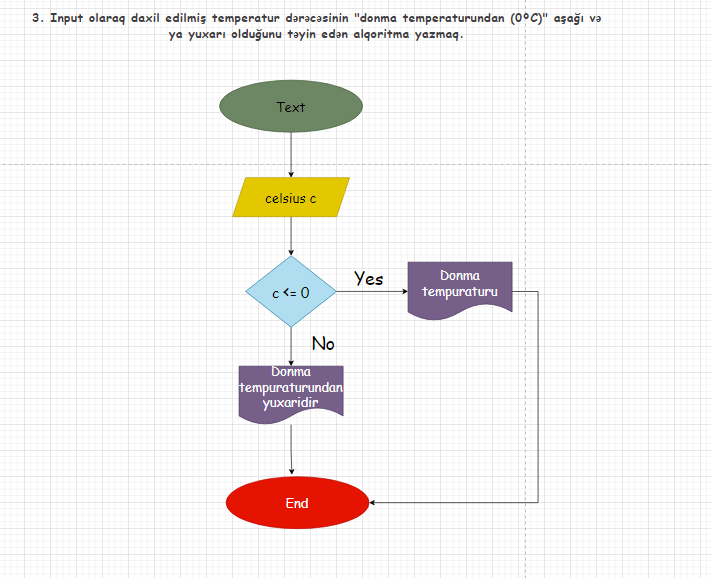 3. Input olaraq daxil edilmiş temperatur dərəcəsinin "donma temperaturundan (0°C)" aşağı və
ya yuxarı olduğunu təyin edən alqoritma yazmaq.
Text
celsius c
c <= 0
Yes
Donma
tempuraturu
No
Donma
tempuraturundan
yuxaridir
End